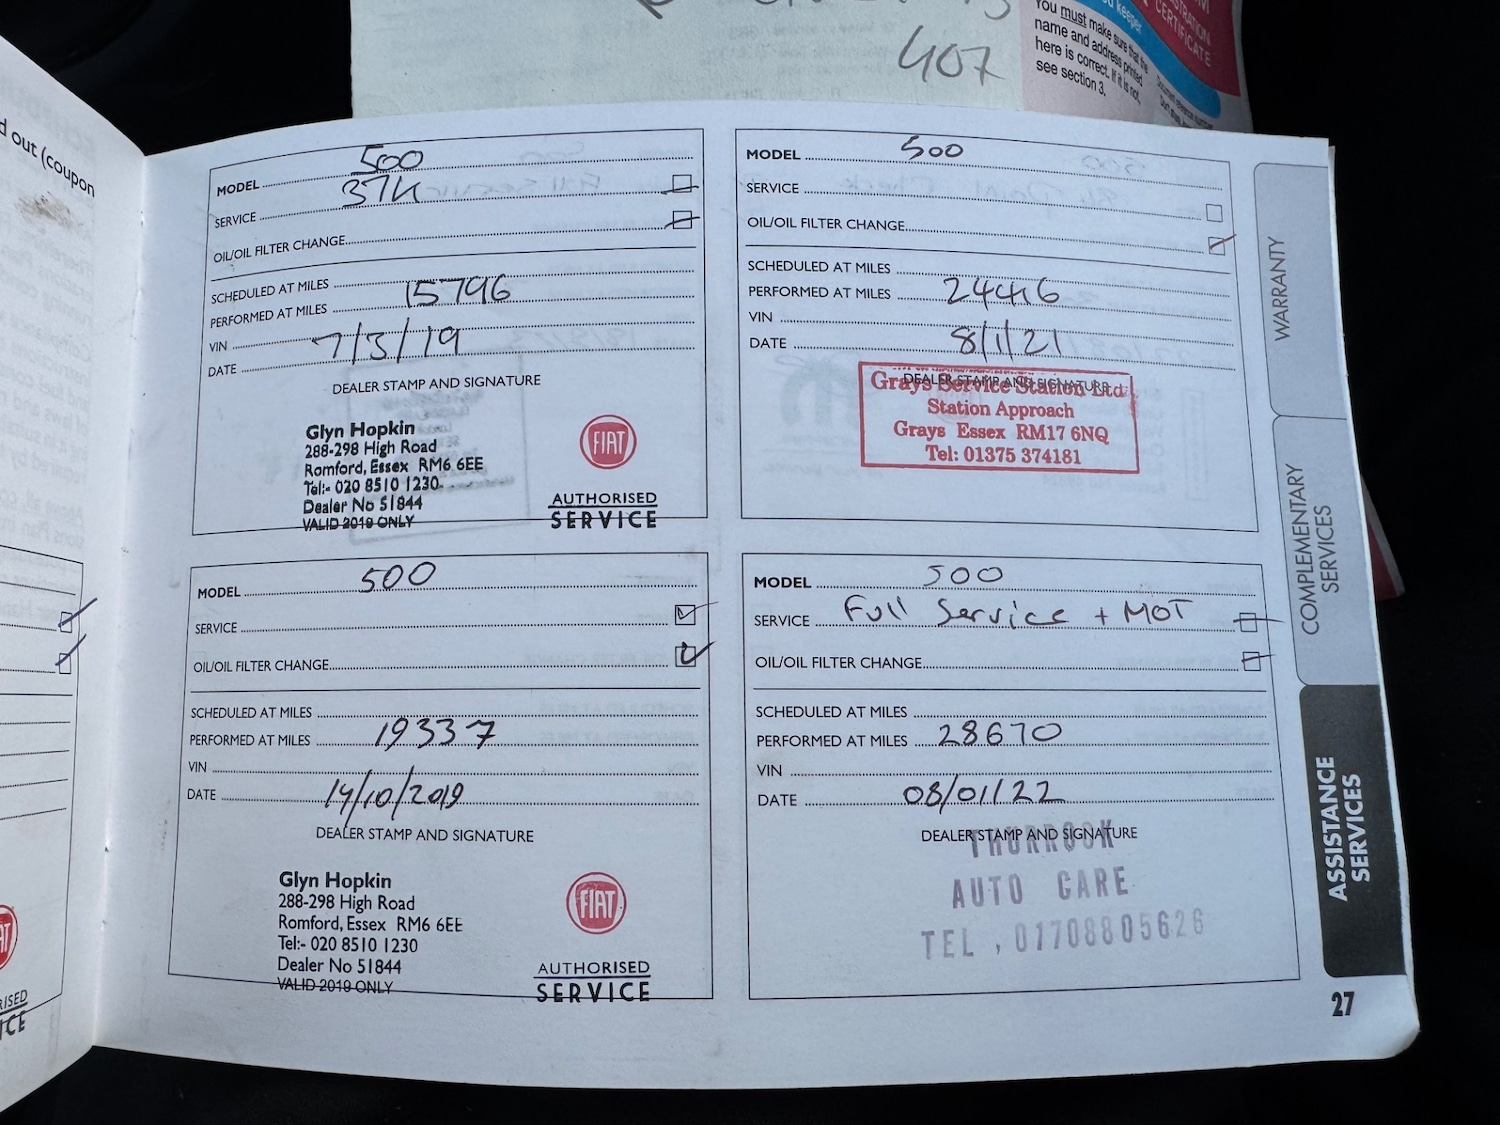 407
RATION
CERTIFICATE
You must make sure that the
name and address printed
here is correct. If it is not,
see section 3.
d out (coupon
MODEL 500
SERVICE 37K
OIL/OIL FILTER CHANGE
SCHEDULED AT MILES
PERFORMED AT MILES 15796
VIN
DATE 7/3/19
DEALER STAMP AND SIGNATURE
Glyn Hopkin
288-298 High Road
Romford, Essex RM6 6EE
Tel:- 020 8510 1230
Dealer No 51844
VALID 2019 ONLY
FIAT
AUTHORISED
SERVICE
MODEL 500
SERVICE
OIL/OIL FILTER CHANGE
SCHEDULED AT MILES
PERFORMED AT MILES 24416
VIN
DATE 8/1/21
DEALER STAMP AND SIGNATURE
Grays Service Station Ltd
Station Approach
Grays Essex RM17 6NQ
Tel: 01375 374181
MODEL 500
SERVICE
OIL/OIL FILTER CHANGE
SCHEDULED AT MILES
PERFORMED AT MILES 19337
VIN
DATE 14/10/2019
DEALER STAMP AND SIGNATURE
Glyn Hopkin
288-298 High Road
Romford, Essex RM6 6EE
Tel:- 020 8510 1230
Dealer No 51844
VALID 2019 ONLY
FIAT
AUTHORISED
SERVICE
MODEL 500
SERVICE Full Service + MOT
OIL/OIL FILTER CHANGE
SCHEDULED AT MILES
PERFORMED AT MILES 28670
VIN
DATE 08/01/22
DEALER STAMP AND SIGNATURE
THURROCK
AUTO CARE
TEL , 01708805626
WARRANTY
COMPLEMENTARY
SERVICES
ASSISTANCE
SERVICES
27